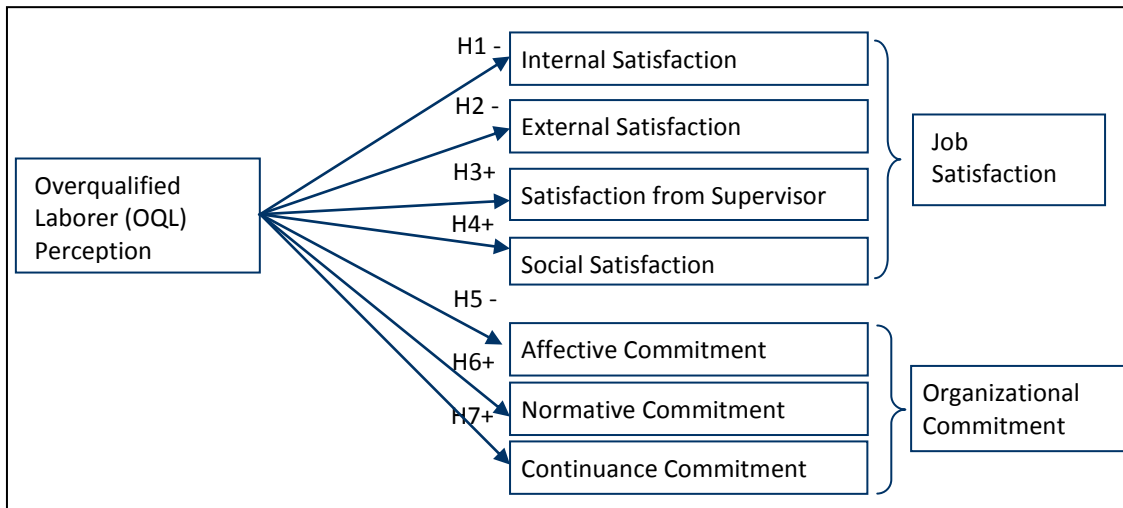 H1 -
Internal Satisfaction
H2 -
External Satisfaction
H3+
Satisfaction from Supervisor
H4+
Social Satisfaction
Job
Satisfaction
Overqualified
Laborer (OQL)
Perception
H5 -
Affective Commitment
H6+
Normative Commitment
H7+
Continuance Commitment
Organizational
Commitment